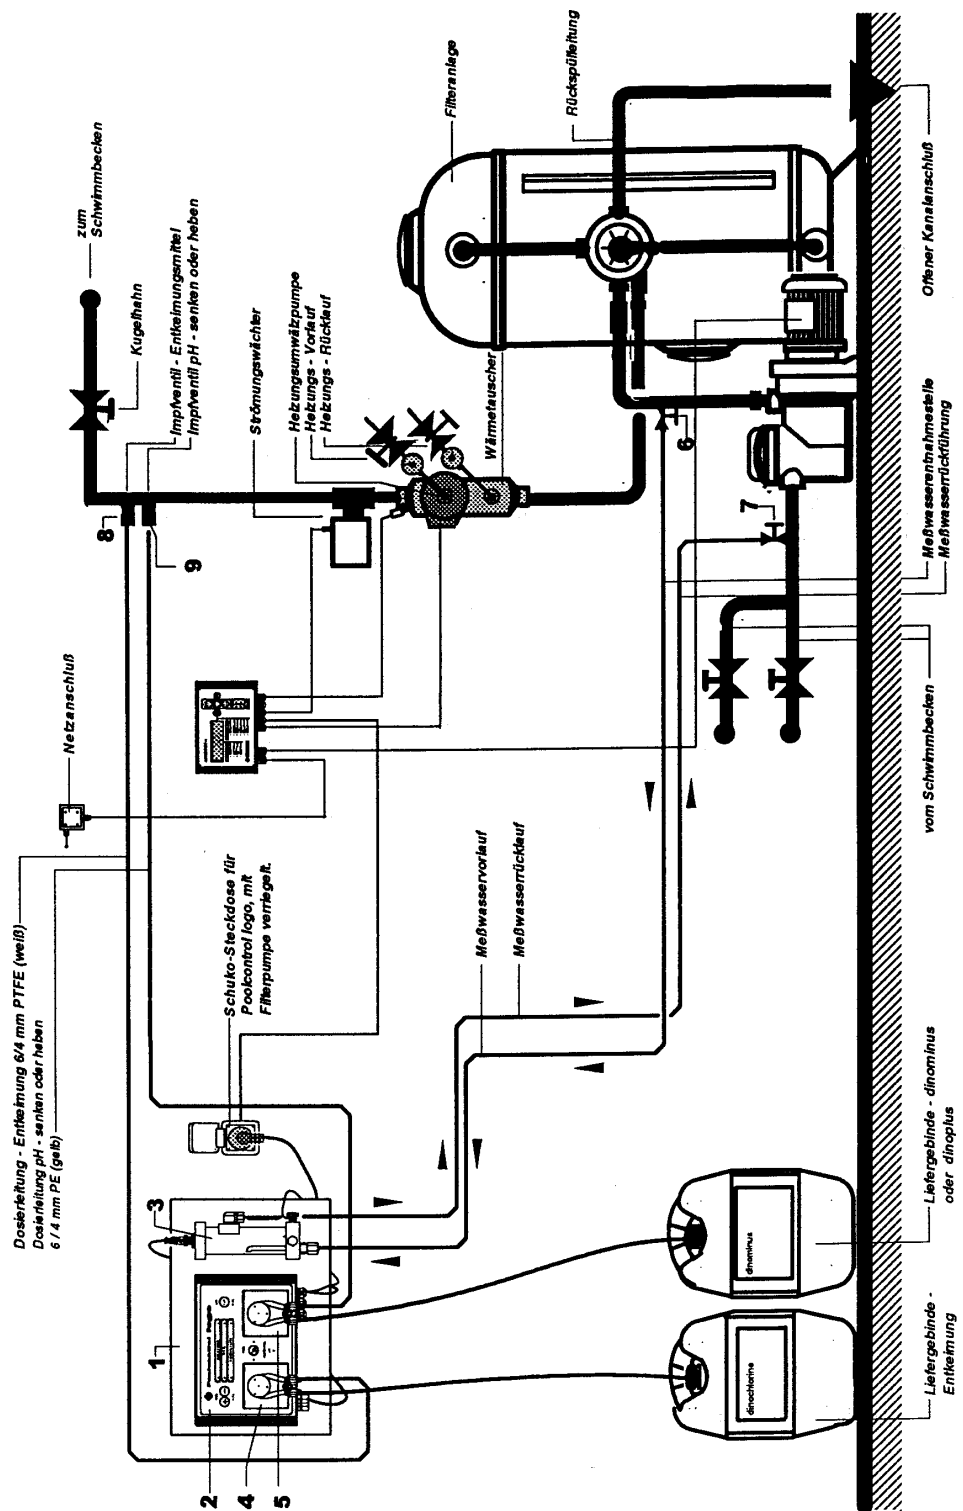 Dosierleitung - Entkeimung 6/4 mm PTFE (weiß)
Dosierleitung pH - senken oder heben
6 / 4 mm PE (gelb)
Netzanschluß
zum
Schwimmbecken
Kugelhahn
Impfventil - Entkeimungsmittel
Impfventil pH - senken oder heben
8
9
Strömungswächter
Heizungsumwälzpumpe
Heizungs - Vorlauf
Heizungs - Rücklauf
Wärmetauscher
Filteranlage
Rückspülleitung
Schuko-Steckdose für
Poolcontrol logo, mit
Filterpumpe verriegelt.
1
2
3
4
5
Meßwasservorlauf
Meßwasserrücklauf
6
7
dinochlorine
dinominus
Liefergebinde -
Entkeimung
Liefergebinde - dinominus
oder dinoplus
vom Schwimmbecken
Meßwasserentnahmestelle
Meßwasserrückführung
Offener Kanalanschluß